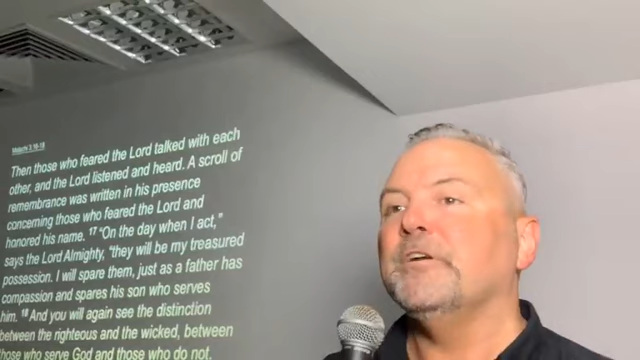 Malachi 3:16-18
Then those who feared the Lord talked with each
other, and the Lord listened and heard. A scroll of
remembrance was written in his presence
concerning those who feared the Lord and
honored his name. 17 “On the day when I act,”
says the Lord Almighty, “they will be my treasured
possession. I will spare them, just as a father has
compassion and spares his son who serves
him. 18 And you will again see the distinction
between the righteous and the wicked, between
those who serve God and those who do not.